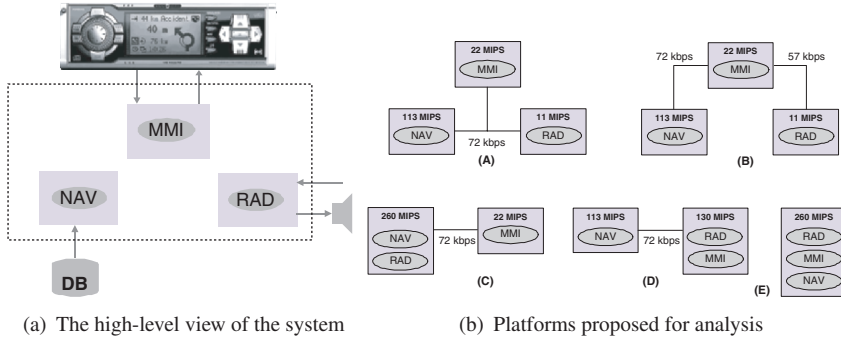 MMI
NAV
RAD
DB
(a) The high-level view of the system
22 MIPS
MMI
113 MIPS
NAV
11 MIPS
RAD
72 kbps
(A)
22 MIPS
MMI
72 kbps
57 kbps
113 MIPS
NAV
11 MIPS
RAD
(B)
260 MIPS
NAV
RAD
72 kbps
22 MIPS
MMI
(C)
113 MIPS
NAV
72 kbps
130 MIPS
RAD
MMI
(D)
260 MIPS
RAD
MMI
NAV
(E)
(b) Platforms proposed for analysis